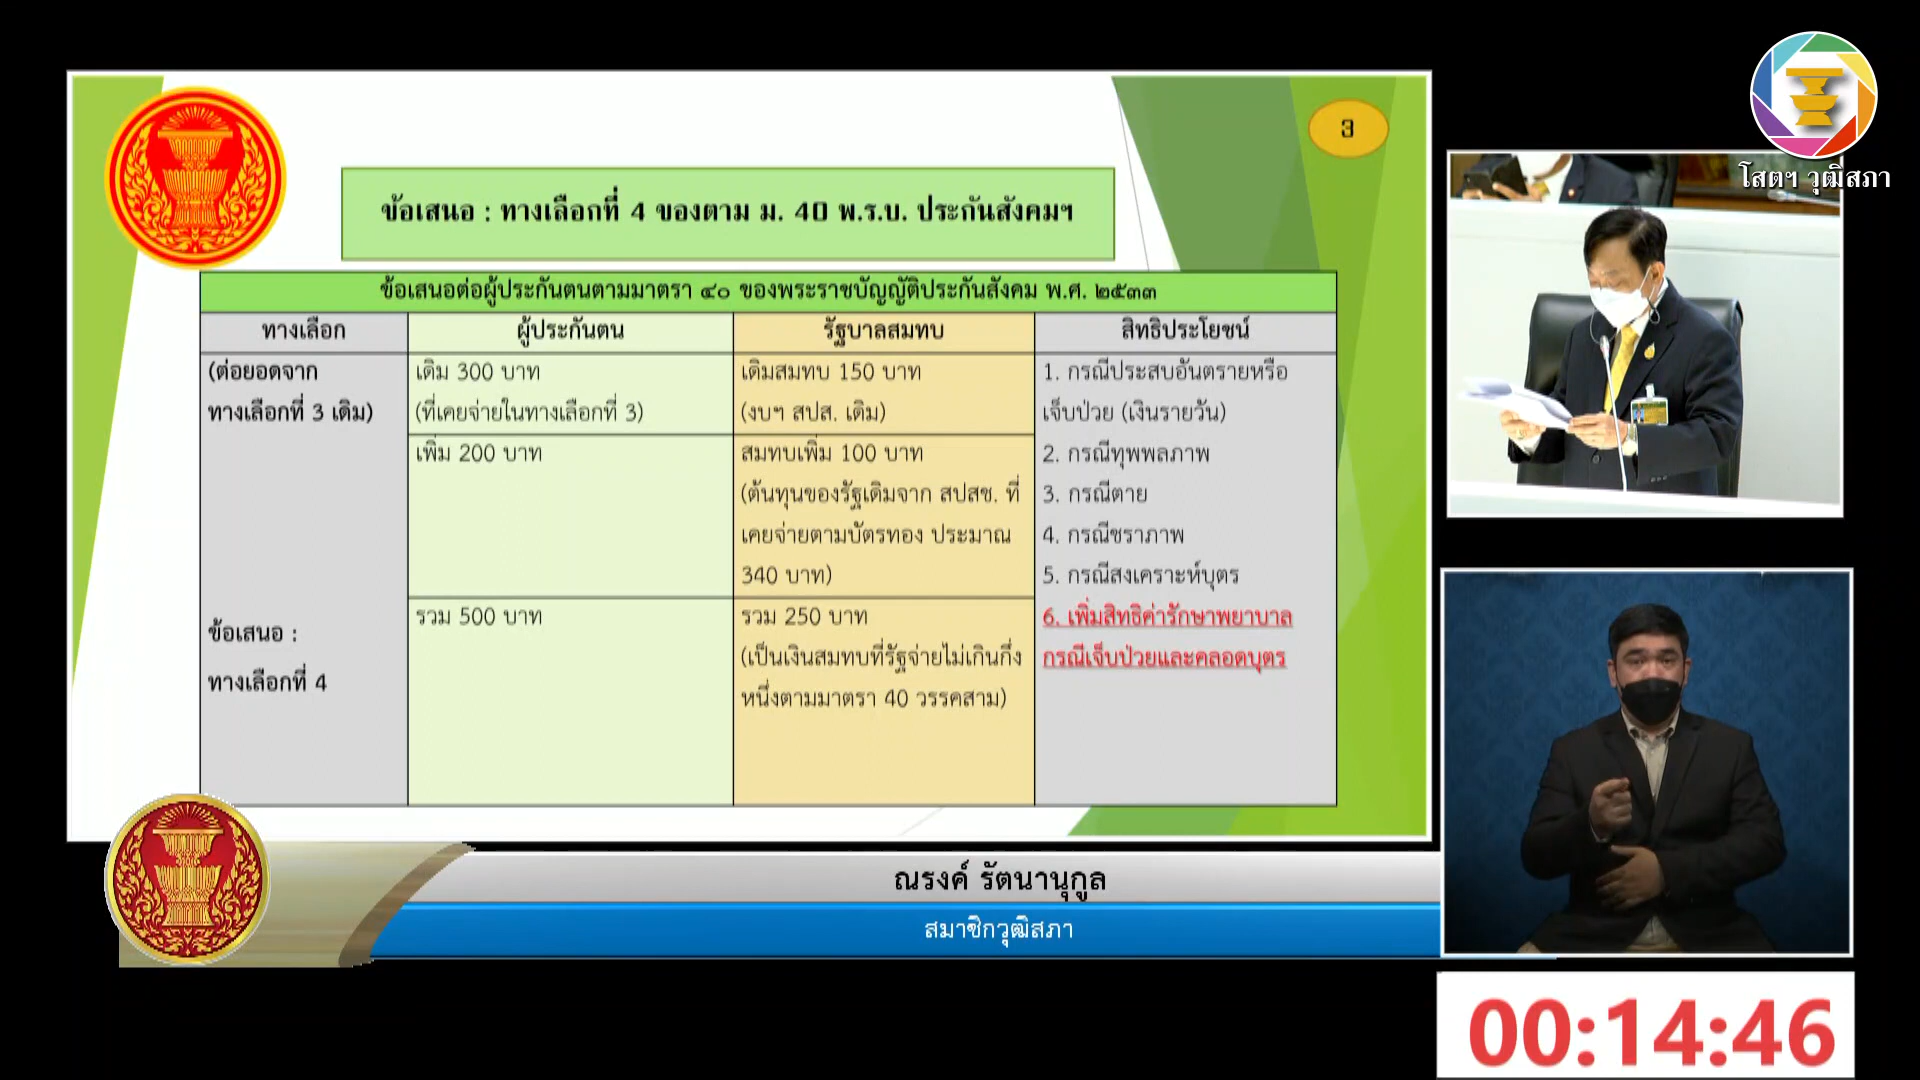 3
โสตฯ วุฒิสภา
ข้อเสนอ : ทางเลือกที่ 4 ของตาม ม. 40 พ.ร.บ. ประกันสังคมฯ
ข้อเสนอต่อผู้ประกันตนตามมาตรา ๔๐ ของพระราชบัญญัติประกันสังคม พ.ศ. ๒๕๓๓
ทางเลือก
ผู้ประกันตน
รัฐบาลสมทบ
สิทธิประโยชน์
(ต่อยอดจาก
ทางเลือกที่ 3 เดิม)
ข้อเสนอ :
ทางเลือกที่ 4
เดิม 300 บาท
(ที่เคยจ่ายในทางเลือกที่ 3)
เพิ่ม 200 บาท
รวม 500 บาท
เดิมสมทบ 150 บาท
(งบฯ สปส. เดิม)
สมทบเพิ่ม 100 บาท
(ต้นทุนของรัฐเดิมจาก สปสช. ที่
เคยจ่ายตามบัตรทอง ประมาณ
340 บาท)
รวม 250 บาท
(เป็นเงินสมทบที่รัฐจ่ายไม่เกินกึ่ง
หนึ่งตามมาตรา 40 วรรคสาม)
1. กรณีประสบอันตรายหรือ
เจ็บป่วย (เงินรายวัน)
2. กรณีทุพพลภาพ
3. กรณีตาย
4. กรณีชราภาพ
5. กรณีสงเคราะห์บุตร
6. เพิ่มสิทธิค่ารักษาพยาบาล
กรณีเจ็บป่วยและคลอดบุตร
ณรงค์ รัตนานุกูล
สมาชิกวุฒิสภา
00:14:46